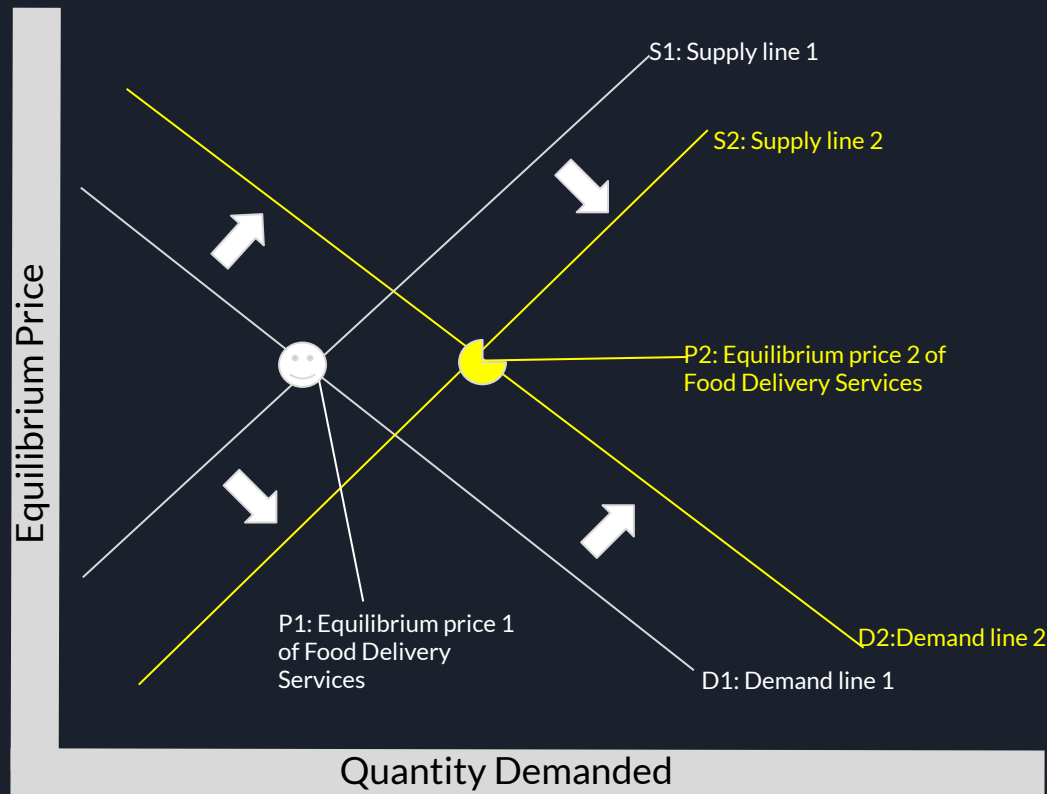 S1: Supply line 1
S2: Supply line 2
Equilibrium Price
P2: Equilibrium price 2 of
Food Delivery Services
P1: Equilibrium price 1
of Food Delivery
Services
D2:Demand line 2
D1: Demand line 1
Quantity Demanded